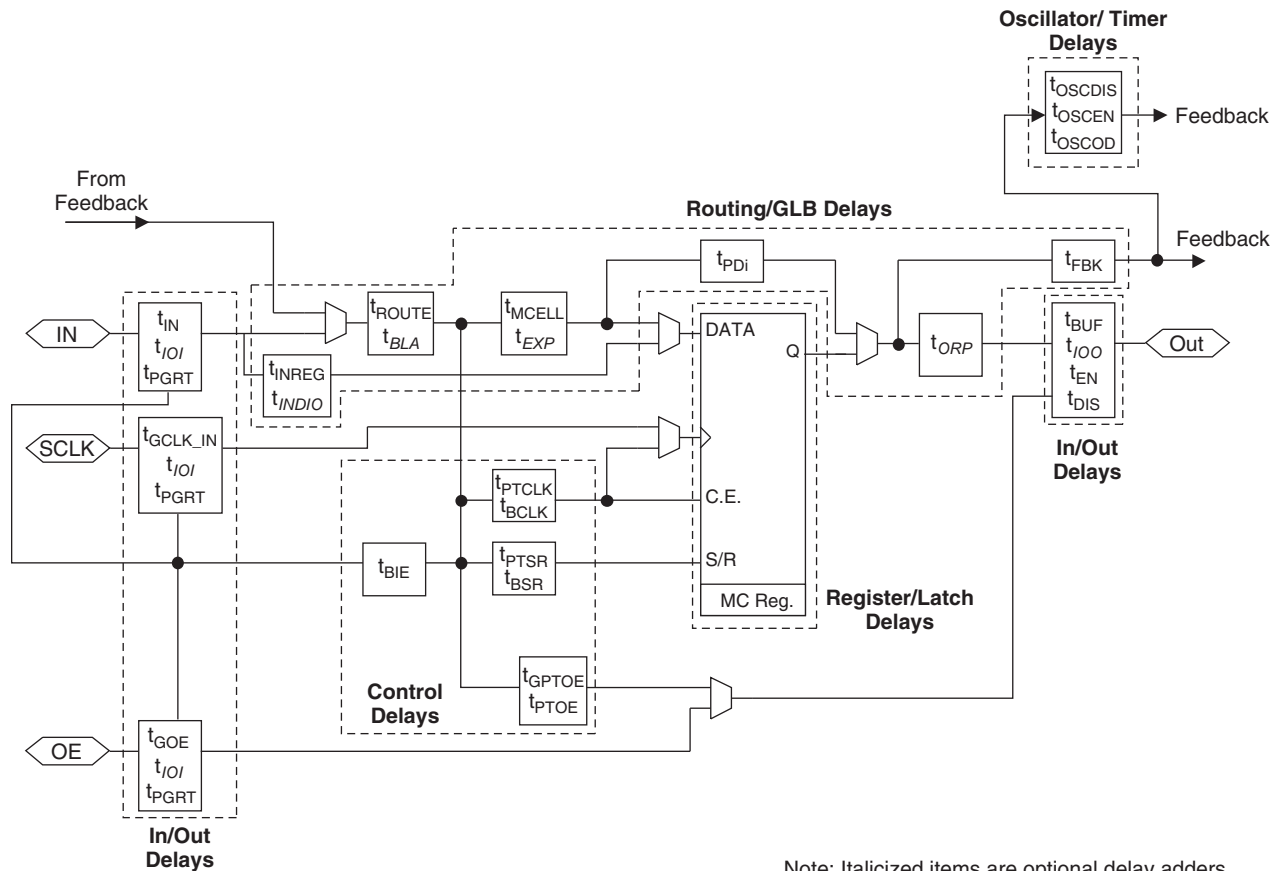 Oscillator/ Timer
Delays
tOSCDIS
tOSCEN
tOSCOD
Feedback
From
Feedback
Routing/GLB Delays
tPDi
tFBK
Feedback
IN
tIN
tIOI
tPGRT
tROUTE
tBLA
tMCELL
tEXP
tINREG
tINDIO
DATA
Q
tORP
tBUF
tIOO
tEN
tDIS
Out
In/Out
Delays
SCLK
tGCLK_IN
tIOI
tPGRT
tPTCLK
tBCLK
C.E.
tBIE
tPTSR
tBSR
S/R
MC Reg.
Register/Latch
Delays
Control
Delays
tGPTOE
tPTOE
OE
tGOE
tIOI
tPGRT
In/Out
Delays
Note: Italicized items are optional delay adders